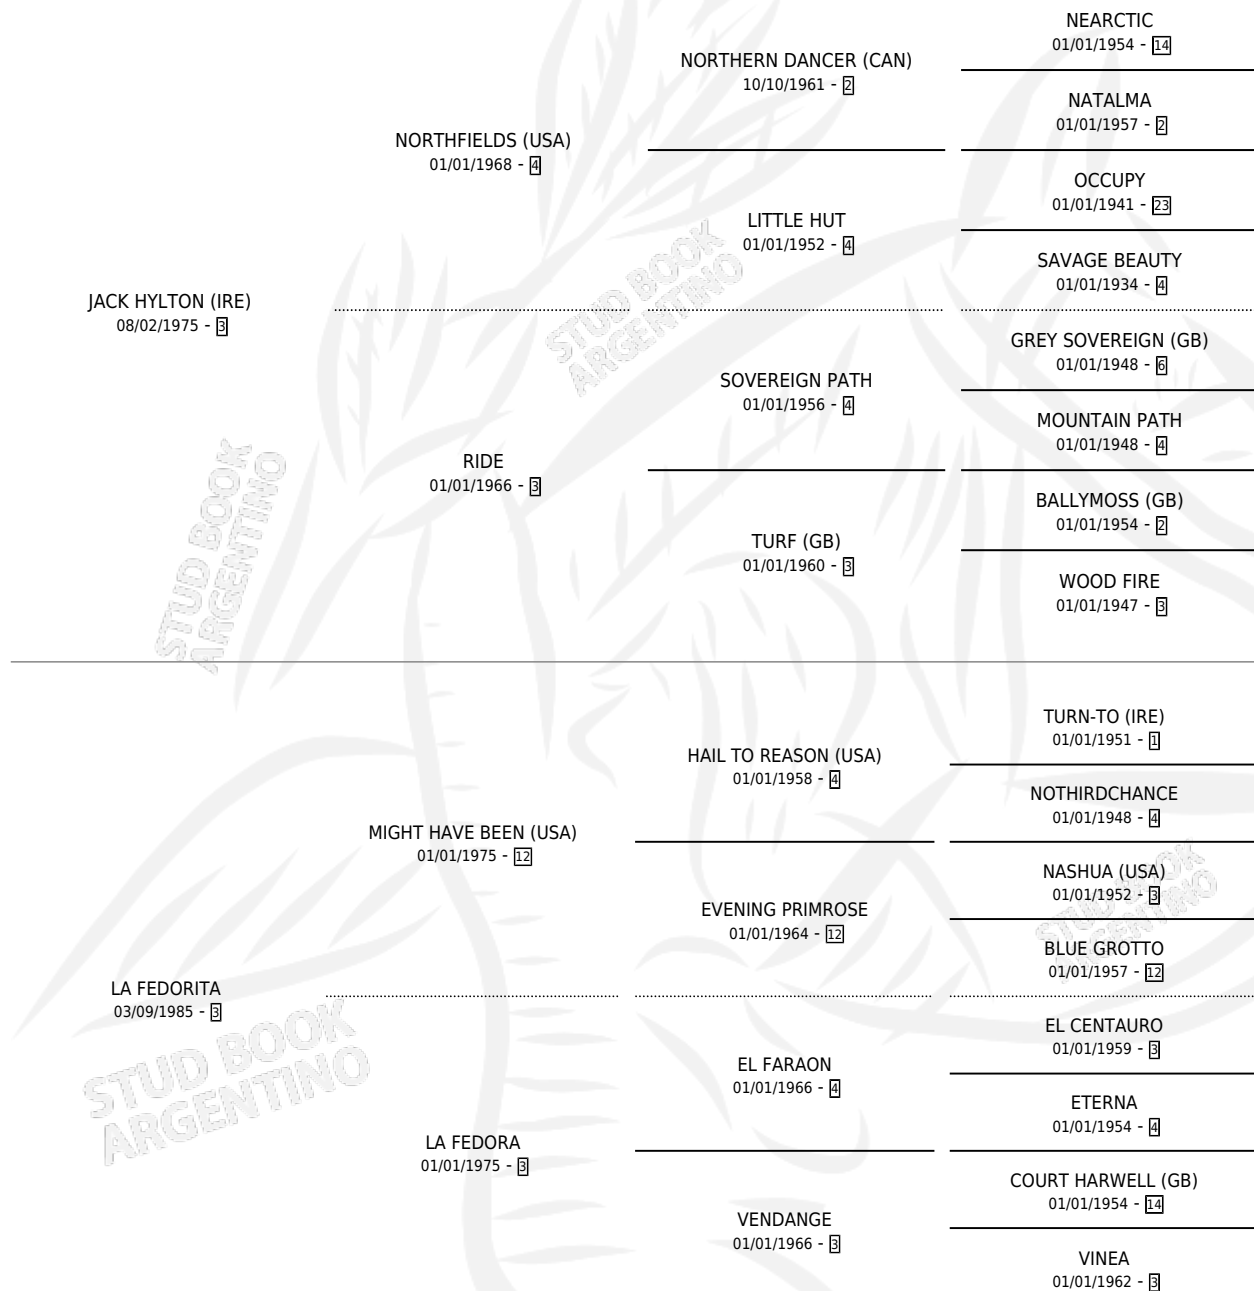 NEARCTIC
01/01/1954 - 14
NORTHERN DANCER (CAN)
10/10/1961 - 2
NATALMA
01/01/1957 - 2
NORTHFIELDS (USA)
01/01/1968 - 4
OCCUPY
01/01/1941 - 23
LITTLE HUT
01/01/1952 - 4
SAVAGE BEAUTY
01/01/1934 - 4
JACK HYLTON (IRE)
08/02/1975 - 3
GREY SOVEREIGN (GB)
01/01/1948 - 6
SOVEREIGN PATH
01/01/1956 - 4
MOUNTAIN PATH
01/01/1948 - 4
RIDE
01/01/1966 - 3
BALLYMOSS (GB)
01/01/1954 - 2
TURF (GB)
01/01/1960 - 3
WOOD FIRE
01/01/1947 - 3
TURN-TO (IRE)
01/01/1951 - 1
HAIL TO REASON (USA)
01/01/1958 - 4
NOTHIRDCHANCE
01/01/1948 - 4
MIGHT HAVE BEEN (USA)
01/01/1975 - 12
NASHUA (USA)
01/01/1952 - 3
EVENING PRIMROSE
01/01/1964 - 12
BLUE GROTTO
01/01/1957 - 12
LA FEDORITA
03/09/1985 - 3
EL CENTAURO
01/01/1959 - 3
EL FARAON
01/01/1966 - 4
ETERNA
01/01/1954 - 4
LA FEDORA
01/01/1975 - 3
COURT HARWELL (GB)
01/01/1954 - 14
VENDANGE
01/01/1966 - 3
VINEA
01/01/1962 - 3
STUD BOOK
ARGENTINO
STUD BOOK
ARGENTINO
STUD BOOK
ARGENTINO
STUD BOOK
ARGENTINO